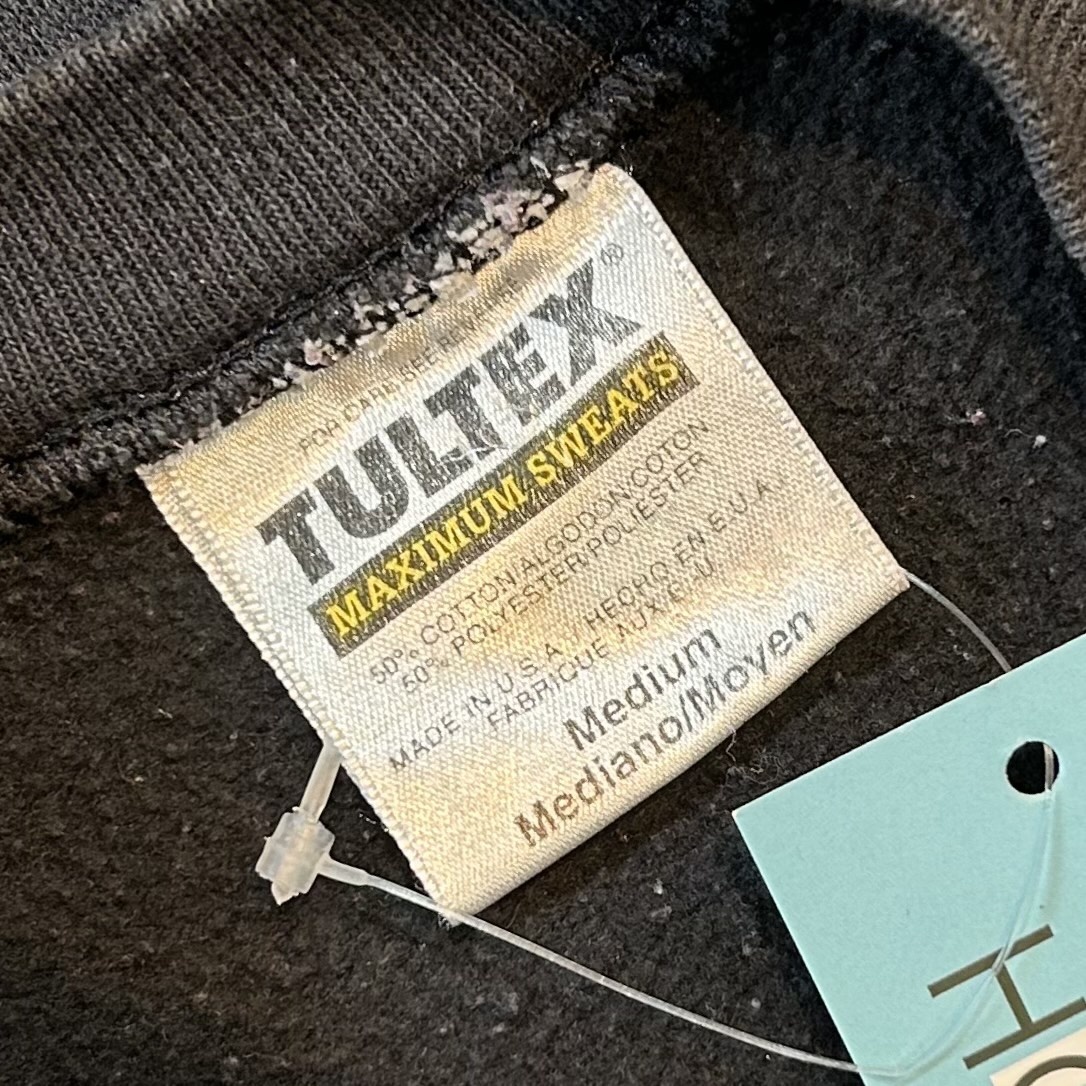 TULTEX®
MAXIMUM SWEATS
50% COTTON/ALGODON/COTON
50% POLYESTER/POLIESTER
MADE IN U.S.A./ HECHO EN E.U.A./
FABRIQUE AUX E.-U.
Medium
Mediano/Moyen
H